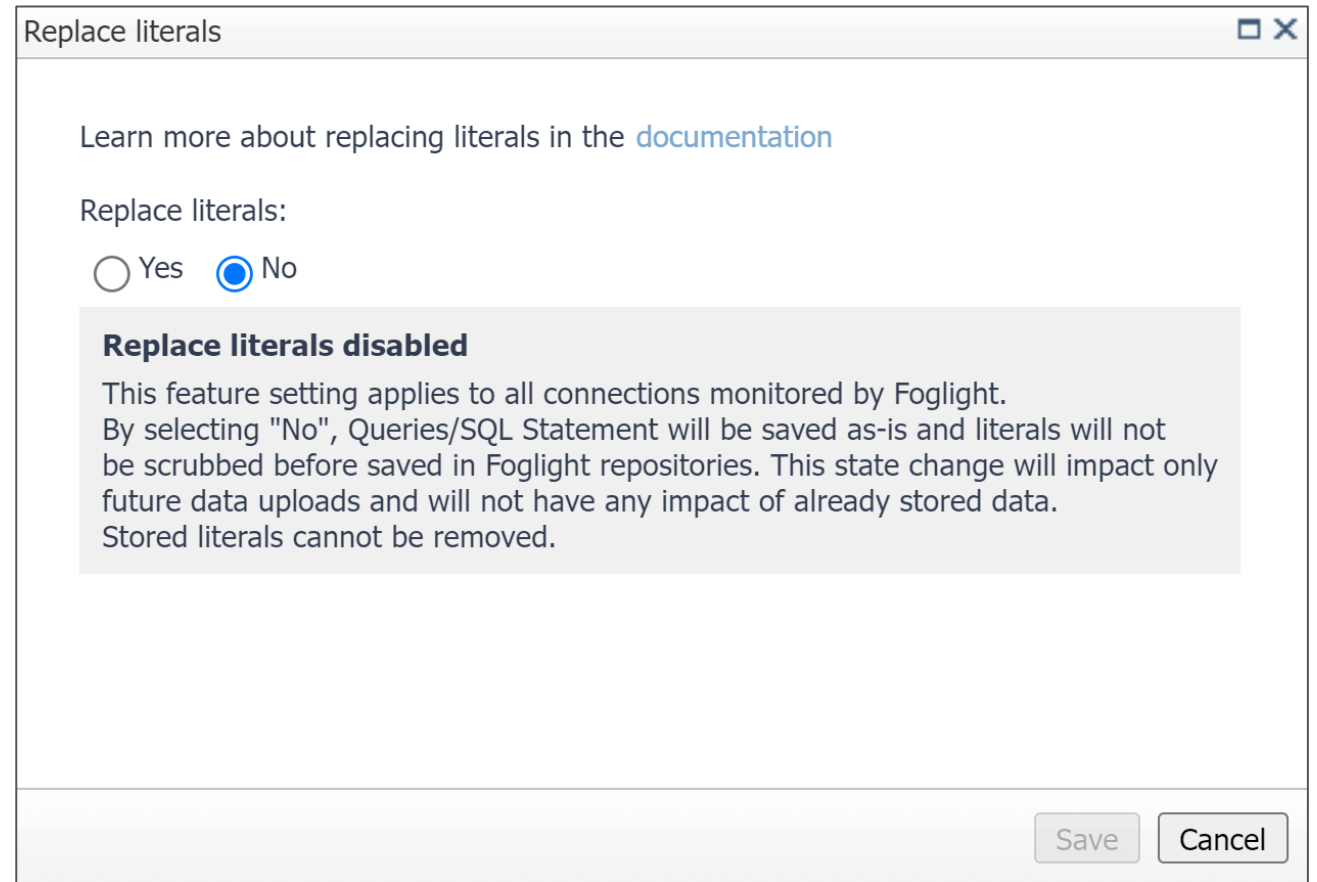 Replace literals
Learn more about replacing literals in the documentation
Replace literals:
Yes No
Replace literals disabled
This feature setting applies to all connections monitored by Foglight.
By selecting "No", Queries/SQL Statement will be saved as-is and literals will not
be scrubbed before saved in Foglight repositories. This state change will impact only
future data uploads and will not have any impact of already stored data.
Stored literals cannot be removed.
Save Cancel